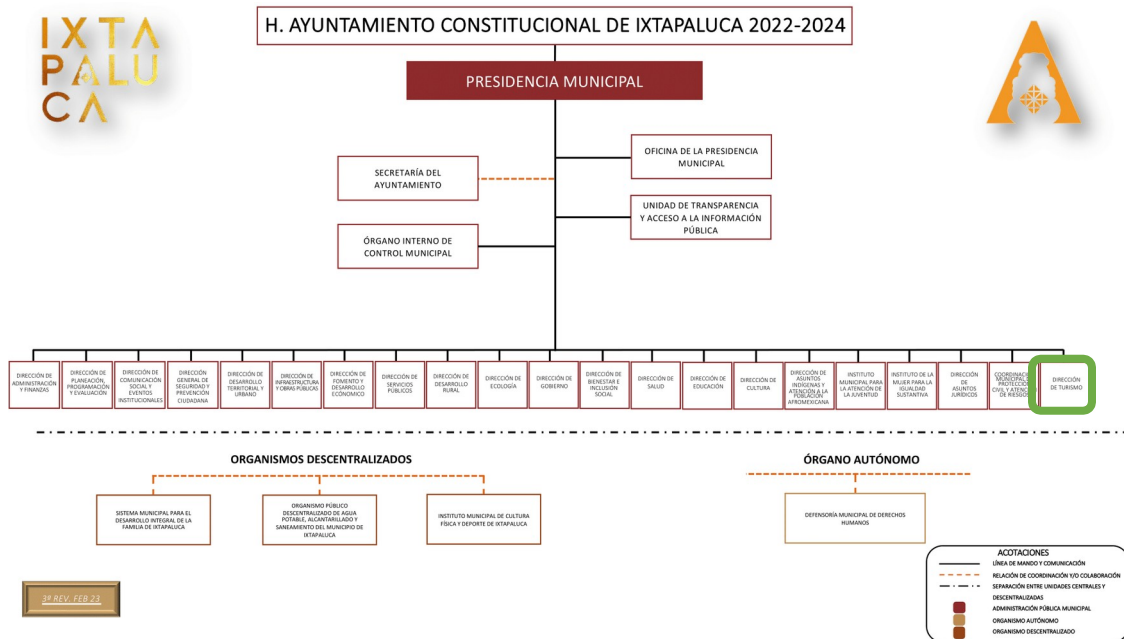 IXTA
PALU
CA
H. AYUNTAMIENTO CONSTITUCIONAL DE IXTAPALUCA 2022-2024
PRESIDENCIA MUNICIPAL
OFICINA DE LA PRESIDENCIA
MUNICIPAL
SECRETARÍA DEL
AYUNTAMIENTO
UNIDAD DE TRANSPARENCIA
Y ACCESO A LA INFORMACIÓN
PÚBLICA
ÓRGANO INTERNO DE
CONTROL MUNICIPAL
DIRECCIÓN DE
ADMINISTRACIÓN
Y FINANZAS
DIRECCIÓN DE
PLANEACIÓN,
PROGRAMACIÓN
Y EVALUACIÓN
DIRECCIÓN DE
COMUNICACIÓN
SOCIAL Y
EVENTOS
INSTITUCIONALES
DIRECCIÓN
GENERAL DE
SEGURIDAD Y
PREVENCIÓN
CIUDADANA
DIRECCIÓN DE
DESARROLLO
TERRITORIAL Y
URBANO
DIRECCIÓN DE
INFRAESTRUCTURA
Y OBRAS PÚBLICAS
DIRECCIÓN DE
FOMENTO Y
DESARROLLO
ECONÓMICO
DIRECCIÓN DE
SERVICIOS
PÚBLICOS
DIRECCIÓN DE
DESARROLLO
RURAL
DIRECCIÓN DE
ECOLOGÍA
DIRECCIÓN DE
GOBIERNO
DIRECCIÓN DE
BIENESTAR E
INCLUSIÓN
SOCIAL
DIRECCIÓN DE
SALUD
DIRECCIÓN DE
EDUCACIÓN
DIRECCIÓN DE
CULTURA
DIRECCIÓN DE
ASUNTOS
INDÍGENAS Y
ATENCIÓN A LA
POBLACIÓN
AFROMEXICANA
INSTITUTO
MUNICIPAL PARA
LA ATENCIÓN DE
LA JUVENTUD
INSTITUTO DE LA
MUJER PARA LA
IGUALDAD
SUSTANTIVA
DIRECCIÓN
DE
ASUNTOS
JURÍDICOS
MUNICIPAL DE
CIVIL Y
DE RIESGOS
DIRECCIÓN
DE TURISMO
ORGANISMOS DESCENTRALIZADOS
ÓRGANO AUTÓNOMO
SISTEMA MUNICIPAL PARA EL
DESARROLLO INTEGRAL DE LA
FAMILIA DE IXTAPALUCA
ORGANISMO PÚBLICO
DESCENTRALIZADO DE AGUA
POTABLE, ALCANTARILLADO Y
SANEAMIENTO DEL MUNICIPIO DE
IXTAPALUCA
INSTITUTO MUNICIPAL DE CULTURA
FÍSICA Y DEPORTE DE IXTAPALUCA
DEFENSORÍA MUNICIPAL DE DERECHOS
HUMANOS
ACOTACIONES
LÍNEA DE MANDO Y COMUNICACIÓN
RELACIÓN DE COORDINACIÓN Y/O COLABORACIÓN
SEPARACIÓN ENTRE UNIDADES CENTRALES Y
DESCENTRALIZADAS
ADMINISTRACIÓN PÚBLICA MUNICIPAL
ORGANISMO AUTÓNOMO
ORGANISMO DESCENTRALIZADO
3ª REV. FEB 23